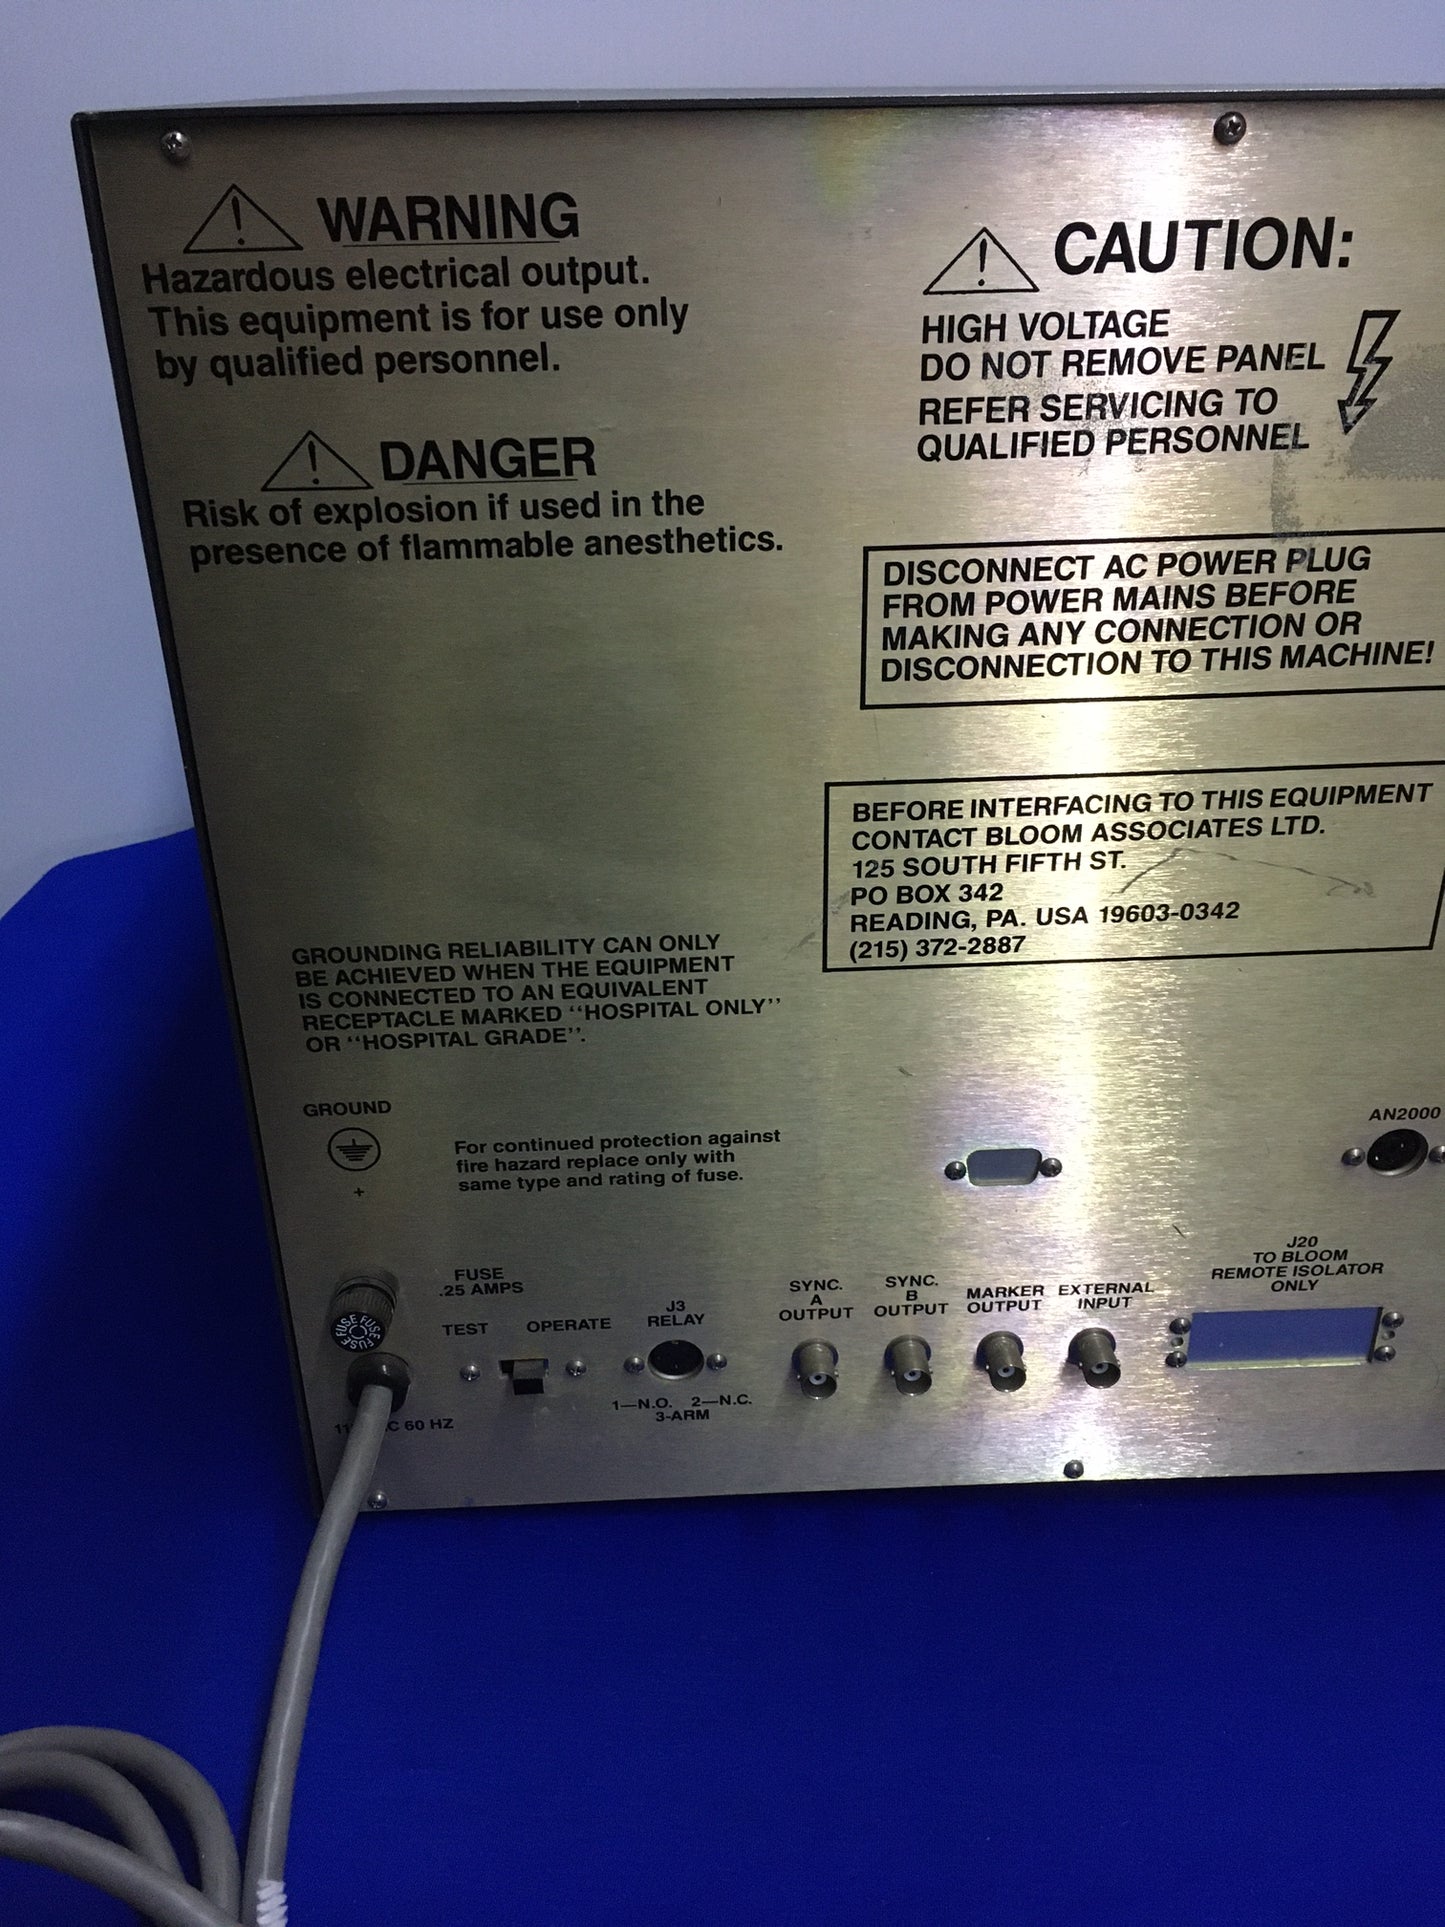 WARNING
Hazardous electrical output.
This equipment is for use only
by qualified personnel.
DANGER
Risk of explosion if used in the
presence of flammable anesthetics.
CAUTION:
HIGH VOLTAGE
DO NOT REMOVE PANEL
REFER SERVICING TO
QUALIFIED PERSONNEL
DISCONNECT AC POWER PLUG
FROM POWER MAINS BEFORE
MAKING ANY CONNECTION OR
DISCONNECTION TO THIS MACHINE!
BEFORE INTERFACING TO THIS EQUIPMENT
CONTACT BLOOM ASSOCIATES LTD.
125 SOUTH FIFTH ST.
PO BOX 342
READING, PA. USA 19603-0342
(215) 372-2887
GROUNDING RELIABILITY CAN ONLY
BE ACHIEVED WHEN THE EQUIPMENT
IS CONNECTED TO AN EQUIVALENT
RECEPTACLE MARKED ‘‘HOSPITAL ONLY’’
OR ‘‘HOSPITAL GRADE’’.
GROUND
+
For continued protection against
fire hazard replace only with
same type and rating of fuse.
AN2000
FUSE
.25 AMPS
TEST
OPERATE
J3
RELAY
1—N.O. 2—N.C.
3-ARM
SYNC.
A
OUTPUT
SYNC.
B
OUTPUT
MARKER
OUTPUT
EXTERNAL
INPUT
J20
TO BLOOM
REMOTE ISOLATOR
ONLY
FUSE FUSE FUSE
60 HZ